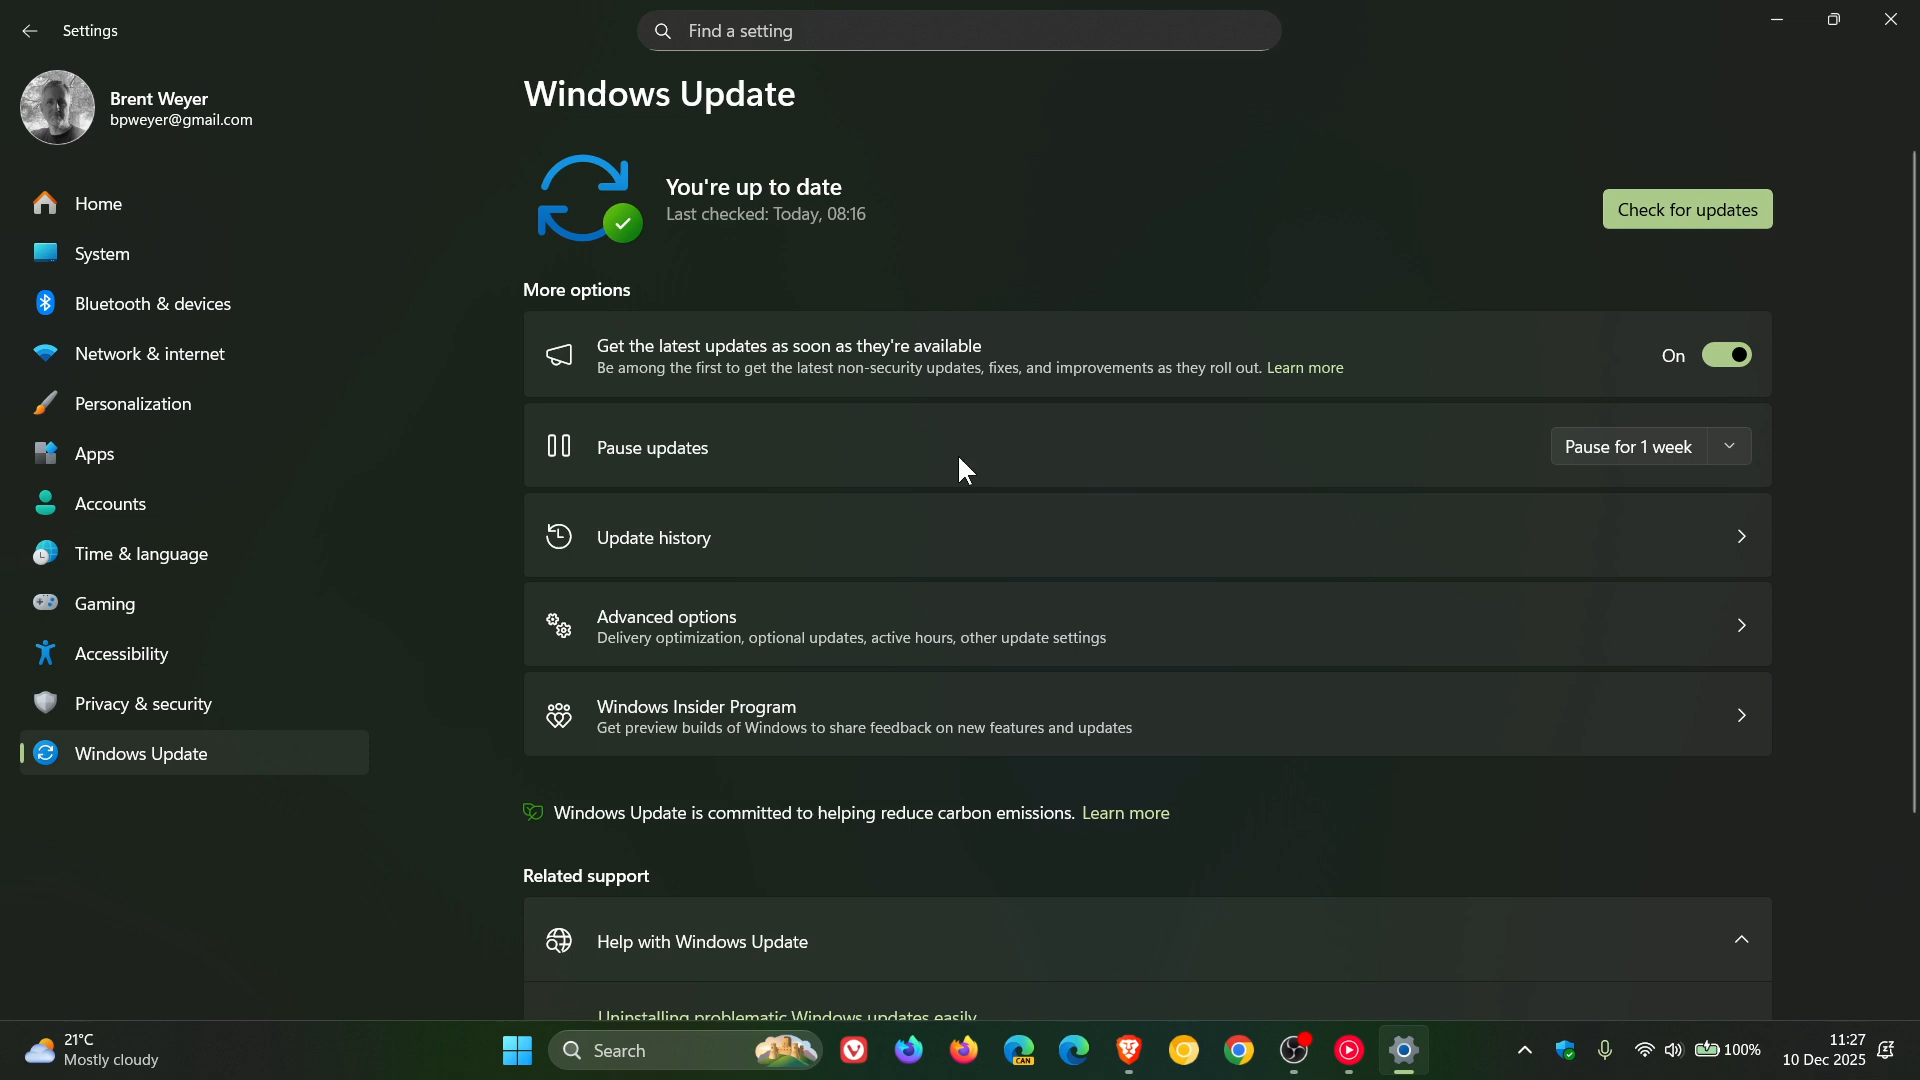 Settings
Find a setting
Brent Weyer
bpweyer@gmail.com
Home
System
Bluetooth & devices
Network & internet
Personalization
Apps
Accounts
Time & language
Gaming
Accessibility
Privacy & security
Windows Update
Windows Update
You're up to date
Last checked: Today, 08:16
Check for updates
More options
Get the latest updates as soon as they're available
Be among the first to get the latest non-security updates, fixes, and improvements as they roll out. Learn more
On
Pause updates
Pause for 1 week
Update history
Advanced options
Delivery optimization, optional updates, active hours, other update settings
Windows Insider Program
Get preview builds of Windows to share feedback on new features and updates
Windows Update is committed to helping reduce carbon emissions. Learn more
Related support
Help with Windows Update
Uninstalling problematic Windows updates easily
21°C
Mostly cloudy
Search
CAN
100%
11:27
10 Dec 2025